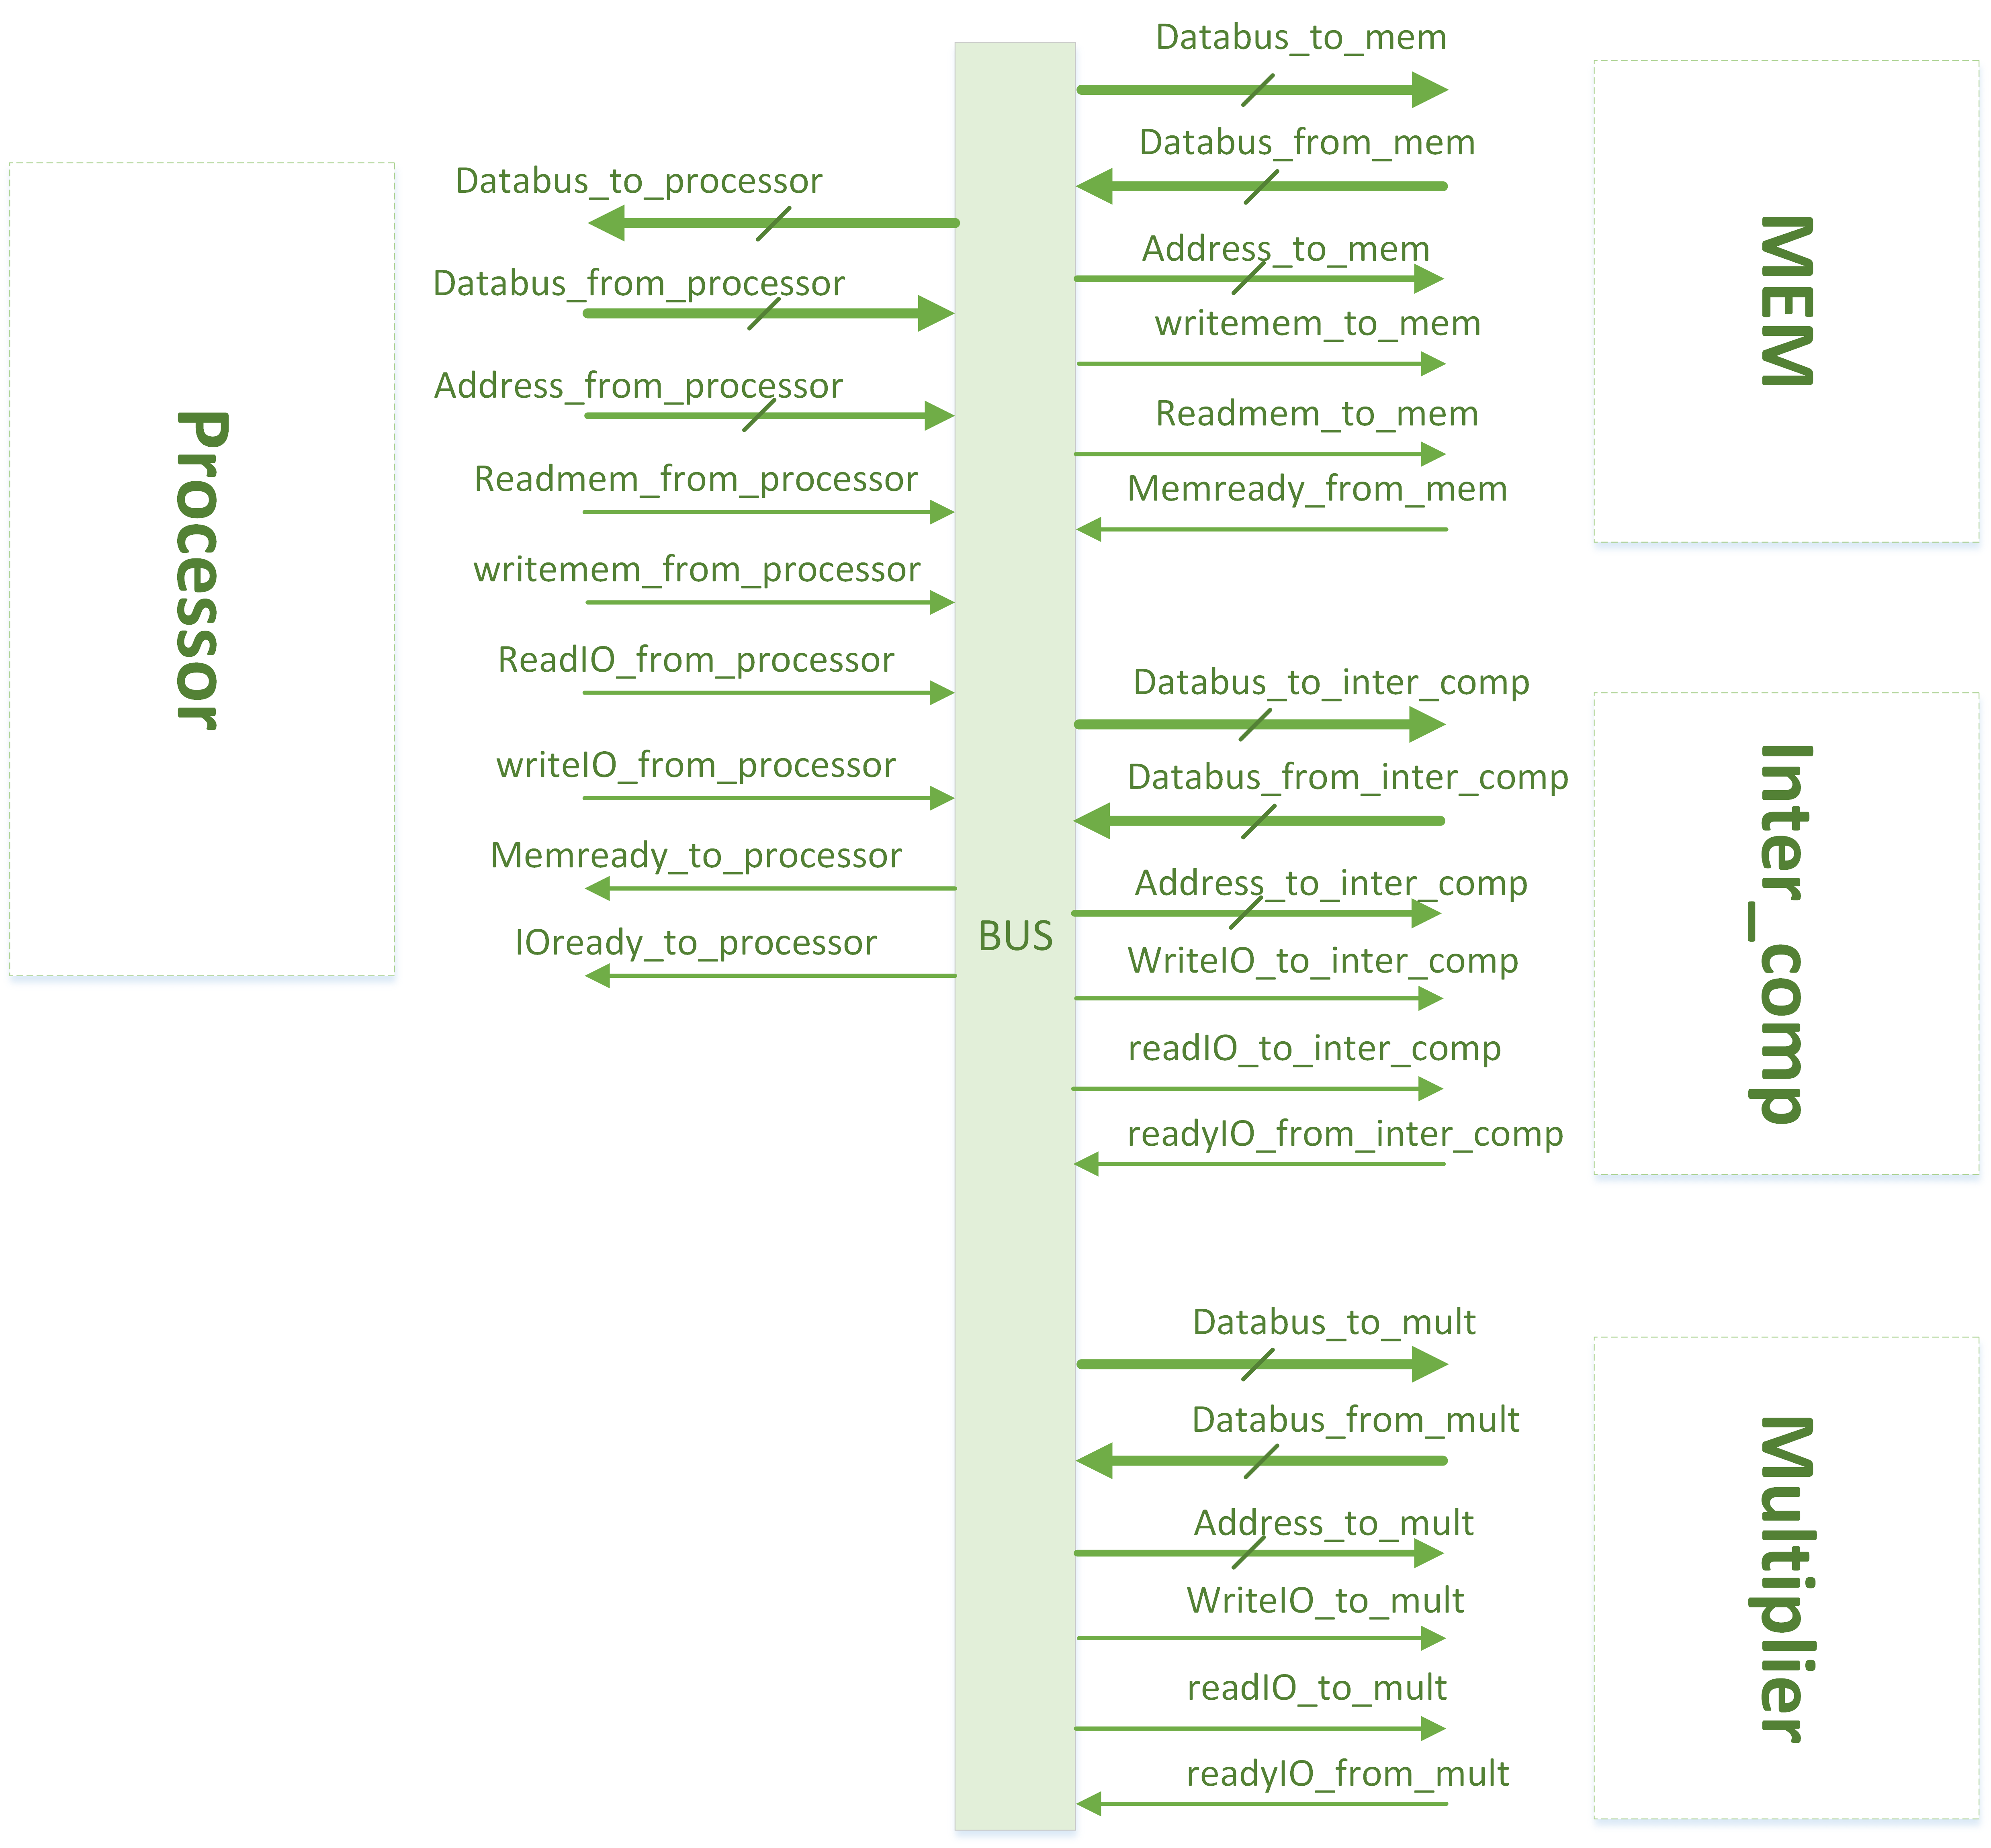 Processor
Databus_to_processor
Databus_from_processor
Address_from_processor
Readmem_from_processor
writemem_from_processor
ReadIO_from_processor
writeIO_from_processor
Memready_to_processor
IOready_to_processor
BUS
Databus_to_mem
Databus_from_mem
Address_to_mem
writemem_to_mem
Readmem_to_mem
Memready_from_mem
MEM
Databus_to_inter_comp
Databus_from_inter_comp
Address_to_inter_comp
WriteIO_to_inter_comp
readIO_to_inter_comp
readyIO_from_inter_comp
Inter_comp
Databus_to_mult
Databus_from_mult
Address_to_mult
WriteIO_to_mult
readIO_to_mult
readyIO_from_mult
Multiplier